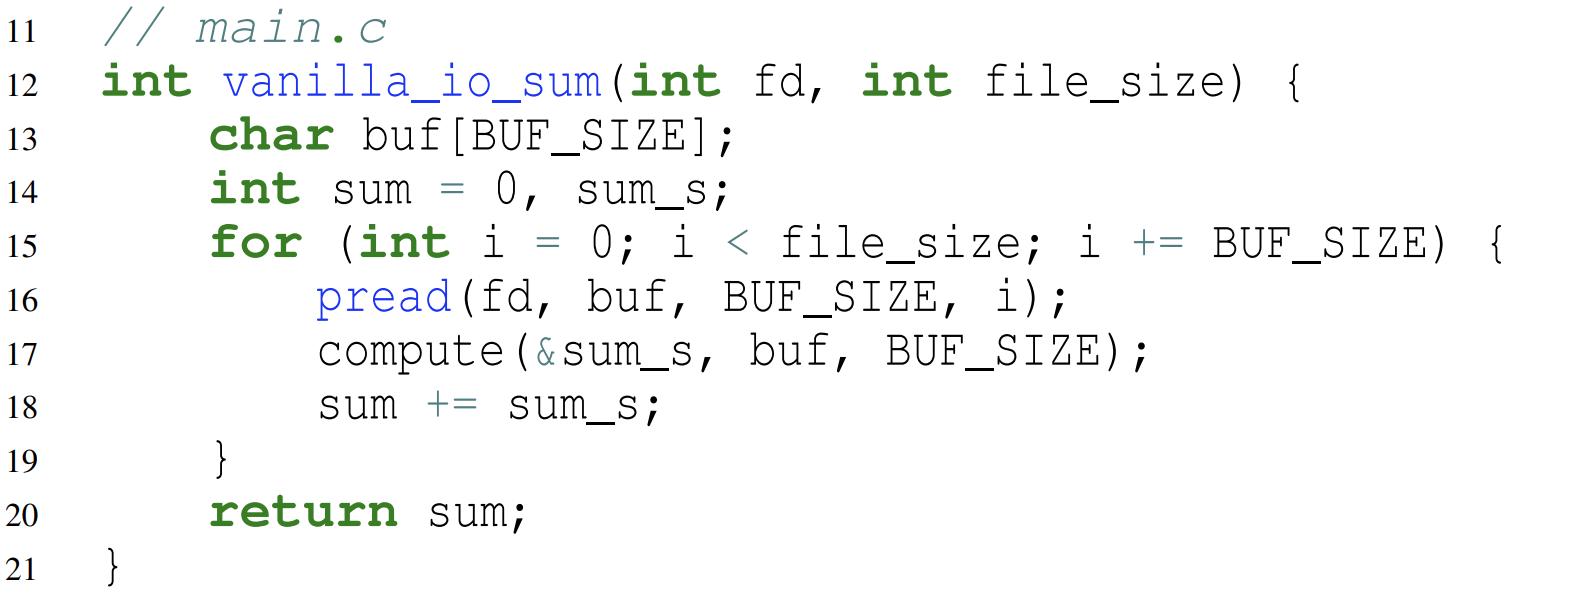 11 // main.c
12 int vanilla_io_sum(int fd, int file_size) {
13     char buf[BUF_SIZE];
14     int sum = 0, sum_s;
15     for (int i = 0; i < file_size; i += BUF_SIZE) {
16         pread(fd, buf, BUF_SIZE, i);
17         compute(&sum_s, buf, BUF_SIZE);
18         sum += sum_s;
19     }
20     return sum;
21 }